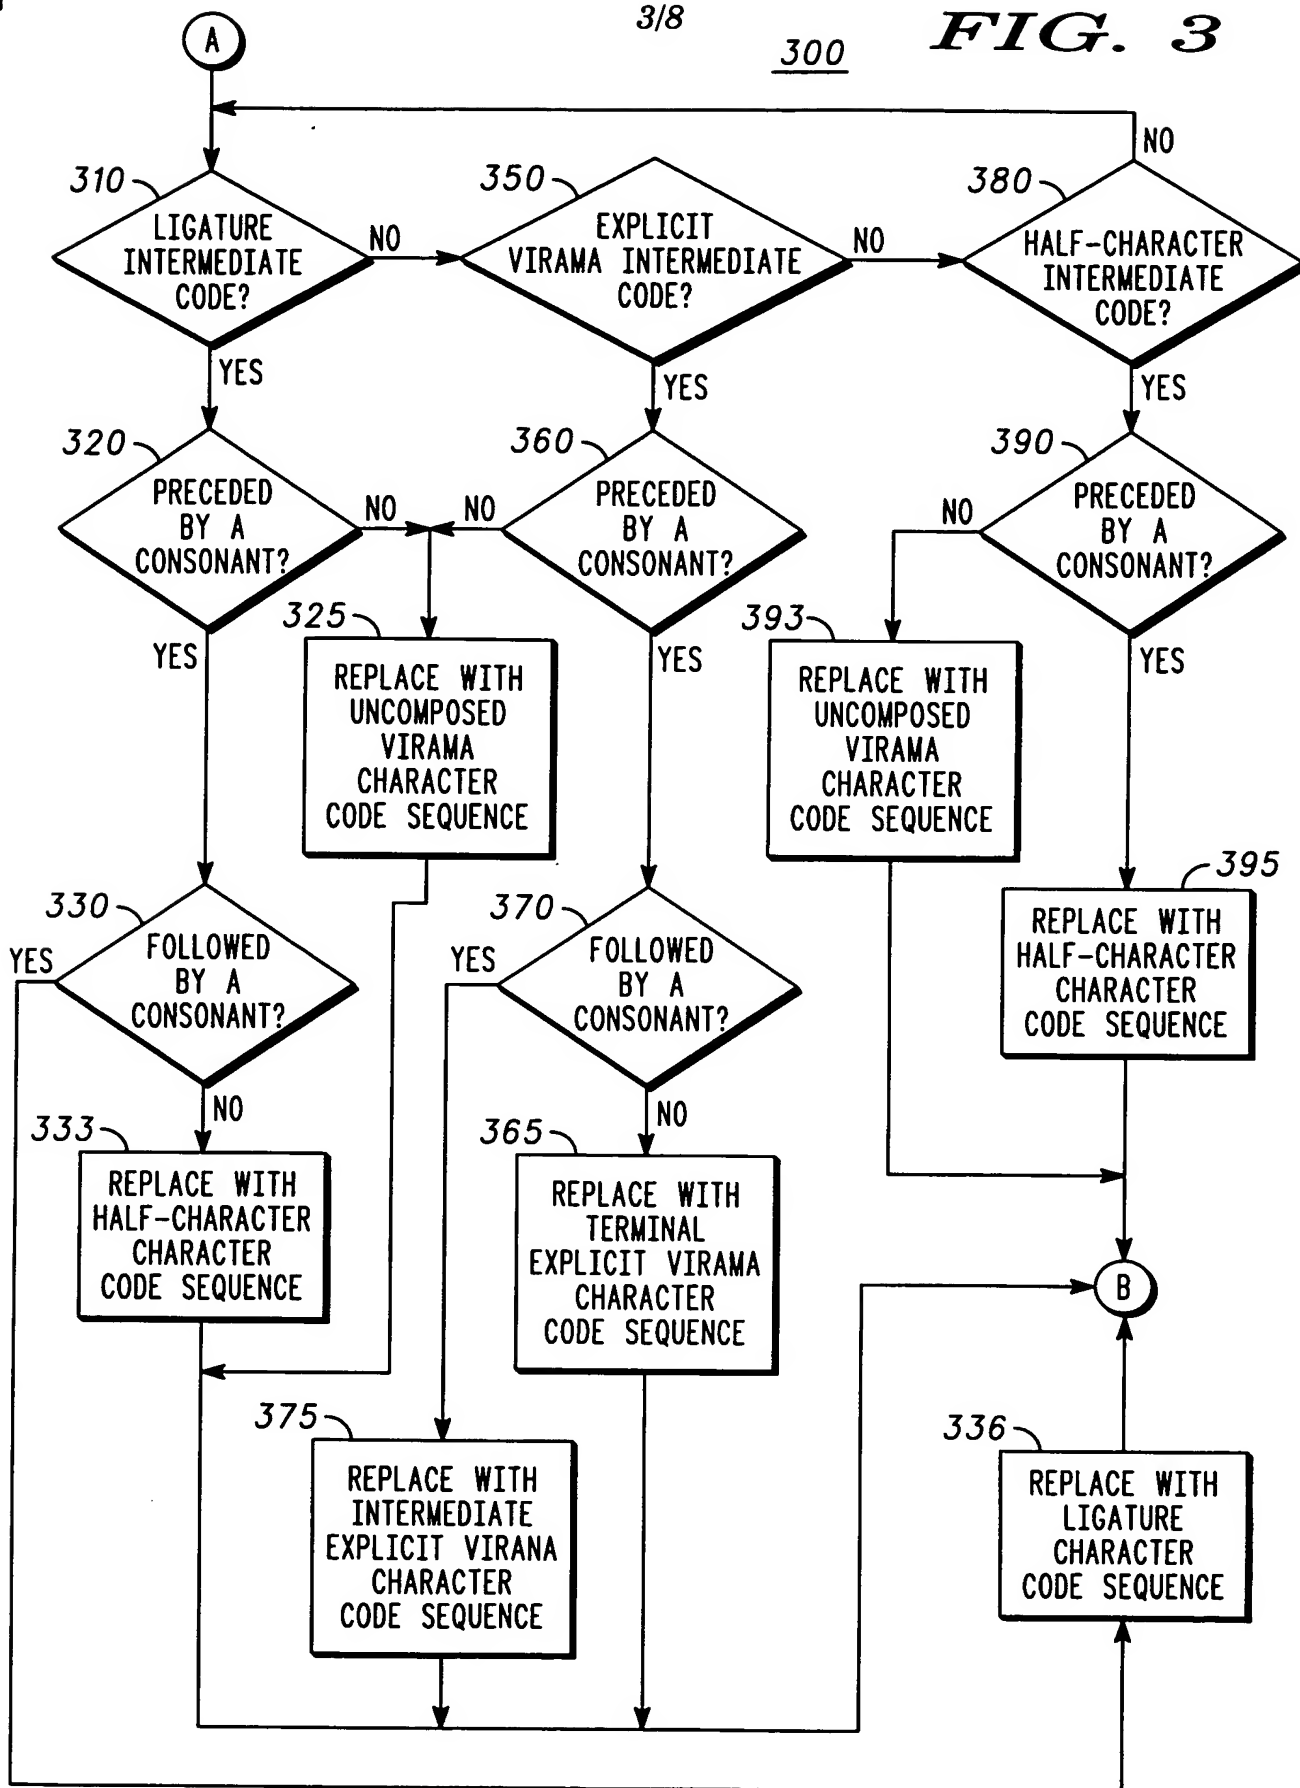 3/8
FIG. 3
300
A
NO
310
LIGATURE
INTERMEDIATE
CODE?
NO
350
EXPLICIT
VIRAMA INTERMEDIATE
CODE?
NO
380
HALF-CHARACTER
INTERMEDIATE
CODE?
YES
YES
YES
320
PRECEDED
BY A
CONSONANT?
NO
NO
360
PRECEDED
BY A
CONSONANT?
390
PRECEDED
BY A
CONSONANT?
NO
YES
325
REPLACE WITH
UNCOMPOSED
VIRAMA
CHARACTER
CODE SEQUENCE
YES
393
REPLACE WITH
UNCOMPOSED
VIRAMA
CHARACTER
CODE SEQUENCE
YES
330
FOLLOWED
BY A
CONSONANT?
YES
370
FOLLOWED
BY A
CONSONANT?
YES
395
REPLACE WITH
HALF-CHARACTER
CHARACTER
CODE SEQUENCE
NO
333
REPLACE WITH
HALF-CHARACTER
CHARACTER
CODE SEQUENCE
NO
365
REPLACE WITH
TERMINAL
EXPLICIT VIRAMA
CHARACTER
CODE SEQUENCE
B
375
REPLACE WITH
INTERMEDIATE
EXPLICIT VIRANA
CHARACTER
CODE SEQUENCE
336
REPLACE WITH
LIGATURE
CHARACTER
CODE SEQUENCE